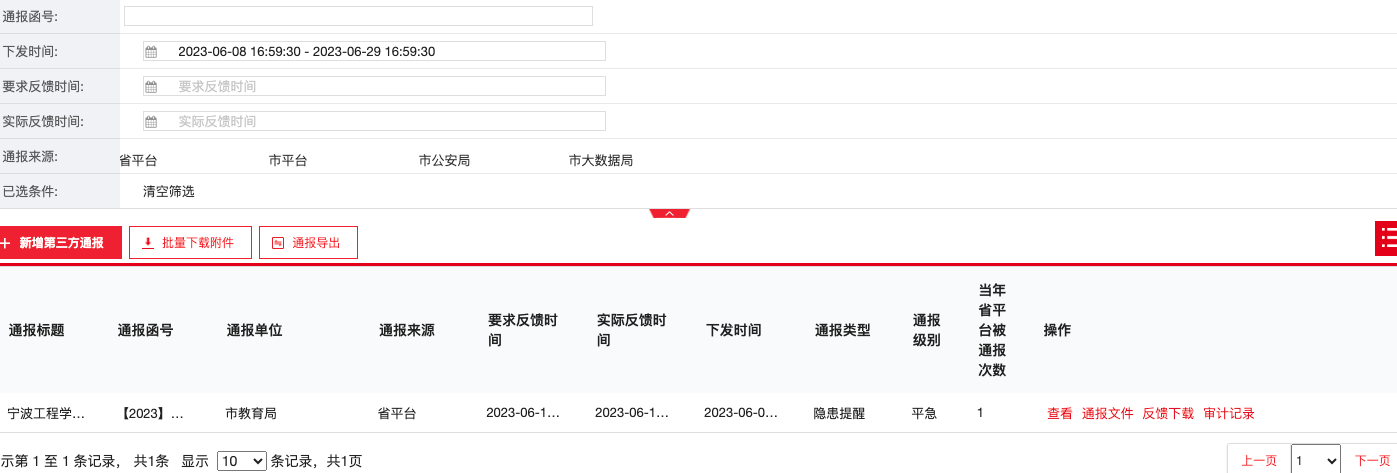 通报函号:
下发时间: 2023-06-08 16:59:30 - 2023-06-29 16:59:30
要求反馈时间: 要求反馈时间
实际反馈时间: 实际反馈时间
通报来源: 省平台 市平台 市公安局 市大数据局
已选条件: 清空筛选
新增第三方通报 批量下载附件 通报导出
通报标题 通报函号 通报单位 通报来源 要求反馈时间 实际反馈时间 下发时间 通报类型 通报级别 当年省平台被通报次数 操作
宁波工程学... 【2023】... 市教育局 省平台 2023-06-1... 2023-06-1... 2023-06-0... 隐患提醒 平急 1 查看 通报文件 反馈下载 审计记录
示第 1 至 1 条记录， 共1条 显示 10 条记录，共1页 上一页 1 下一页